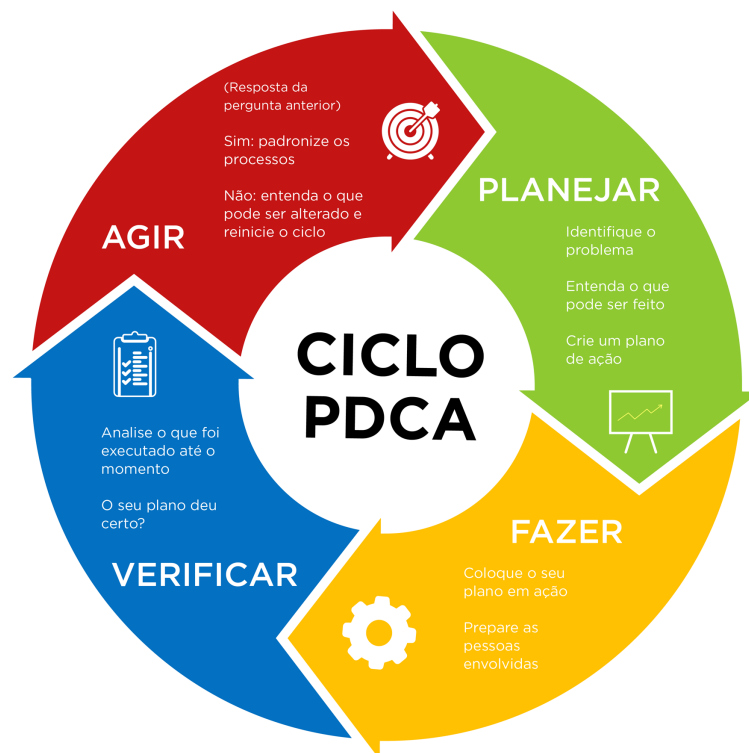 CICLO
PDCA
PLANEJAR
Identifique o
problema
Entenda o que
pode ser feito
Crie um plano
de ação
FAZER
Coloque o seu
plano em ação
Prepare as
pessoas
envolvidas
VERIFICAR
Analise o que foi
executado até o
momento
O seu plano deu
certo?
AGIR
(Resposta da
pergunta anterior)
Sim: padronize os
processos
Não: entenda o que
pode ser alterado e
reinicie o ciclo